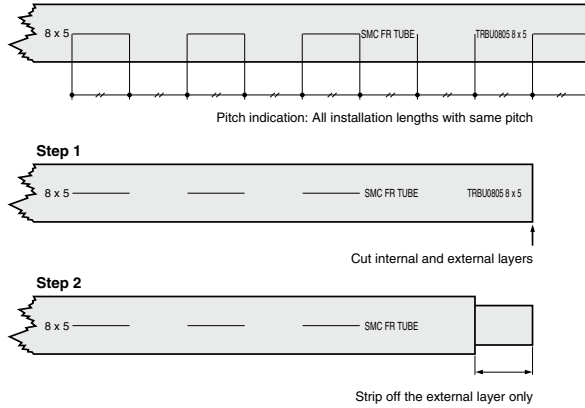 8 x 5 SMC FR TUBE TRBU0805 8 x 5
Pitch indication: All installation lengths with same pitch
Step 1
8 x 5 SMC FR TUBE TRBU0805 8 x 5
Cut internal and external layers
Step 2
8 x 5 SMC FR TUBE
Strip off the external layer only